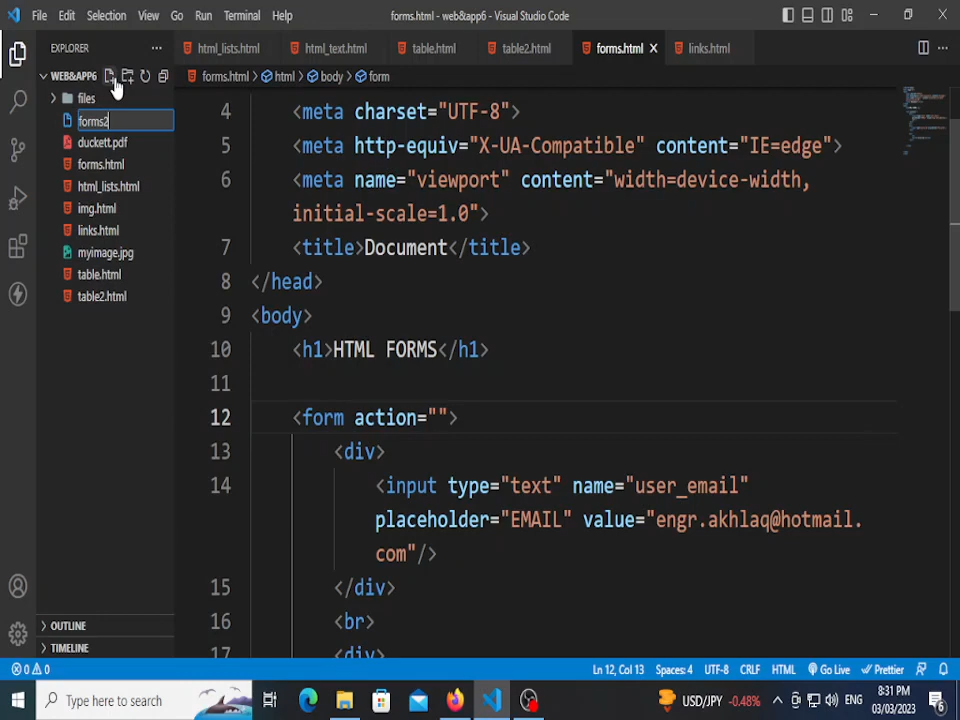 File Edit Selection View Go Run Terminal Help
forms.html - web&app6 - Visual Studio Code
EXPLORER
html_lists.html
html_text.html
table.html
table2.html
forms.html
links.html
WEB&APP6
forms.html > html > body > form
files
forms2
duckett.pdf
forms.html
html_lists.html
img.html
links.html
myimage.jpg
table.html
table2.html
OUTLINE
TIMELINE
4 <meta charset="UTF-8">
5 <meta http-equiv="X-UA-Compatible" content="IE=edge">
6 <meta name="viewport" content="width=device-width,
initial-scale=1.0">
7 <title>Document</title>
8 </head>
9 <body>
10 <h1>HTML FORMS</h1>
11
12 <form action="">
13 <div>
14 <input type="text" name="user_email"
placeholder="EMAIL" value="engr.akhlaq@hotmail.
com"/>
15 </div>
16 <br>
17 <div>
0 0
Ln 12, Col 13 Spaces: 4 UTF-8 CRLF HTML Go Live Prettier
Type here to search
USD/JPY -0.48%
ENG
8:31 PM
03/03/2023
6